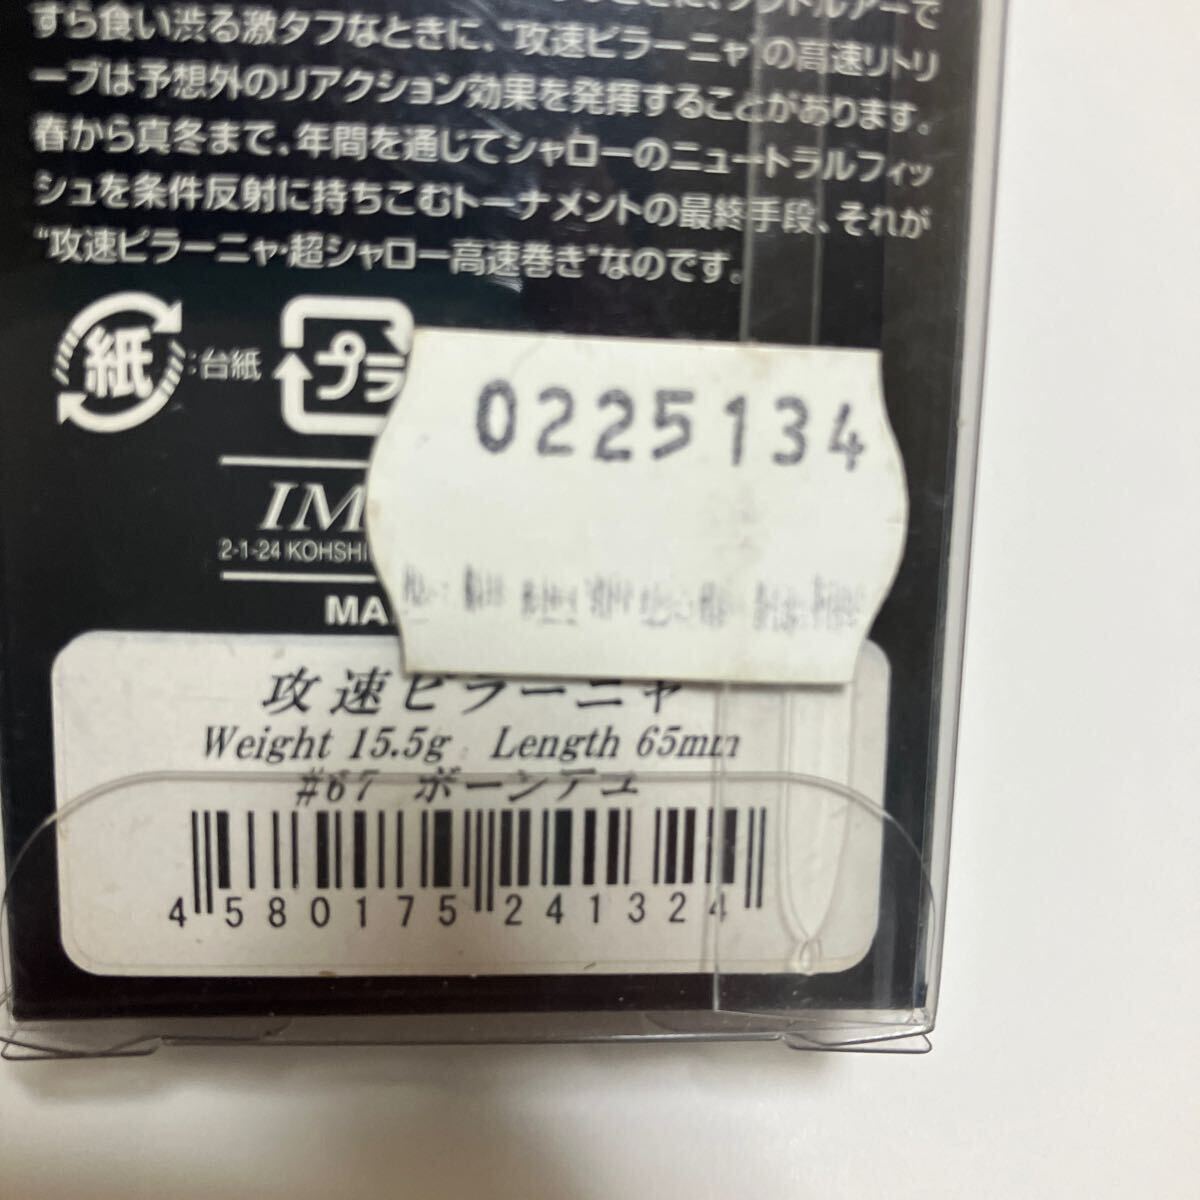 すら食い渋る激タフなときに、“攻速ピラーニャ”の高速リトリ
ーブは予想外のリアクション効果を発揮することがあります。
春から真冬まで、年間を通じてシャローのニュートラルフィッ
シュを条件反射に持ちこむトーナメントの最終手段、それが
“攻速ピラーニャ・超シャロー高速巻き”なのです。
紙 :台紙 プラ
0225134
IM
2-1-24 KOHSHI
MA
攻速ピラーニャ
Weight 15.5g Length 65mm
#67 ボーンデュ
4 580175 241324